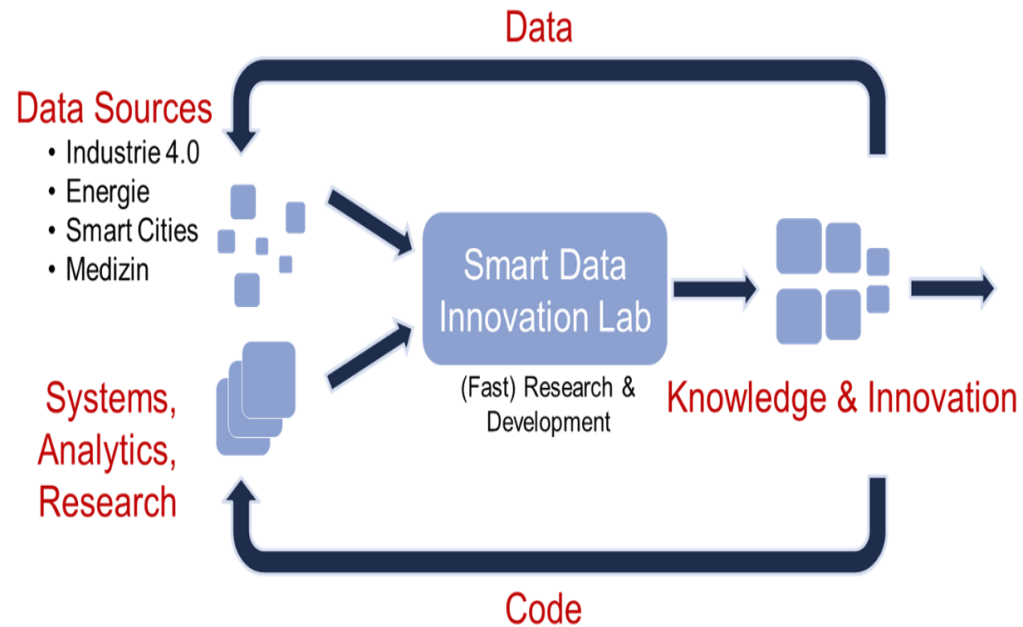 Data
Data Sources
• Industrie 4.0
• Energie
• Smart Cities
• Medizin
Smart Data
Innovation Lab
(Fast) Research &
Development
Knowledge & Innovation
Systems,
Analytics,
Research
Code